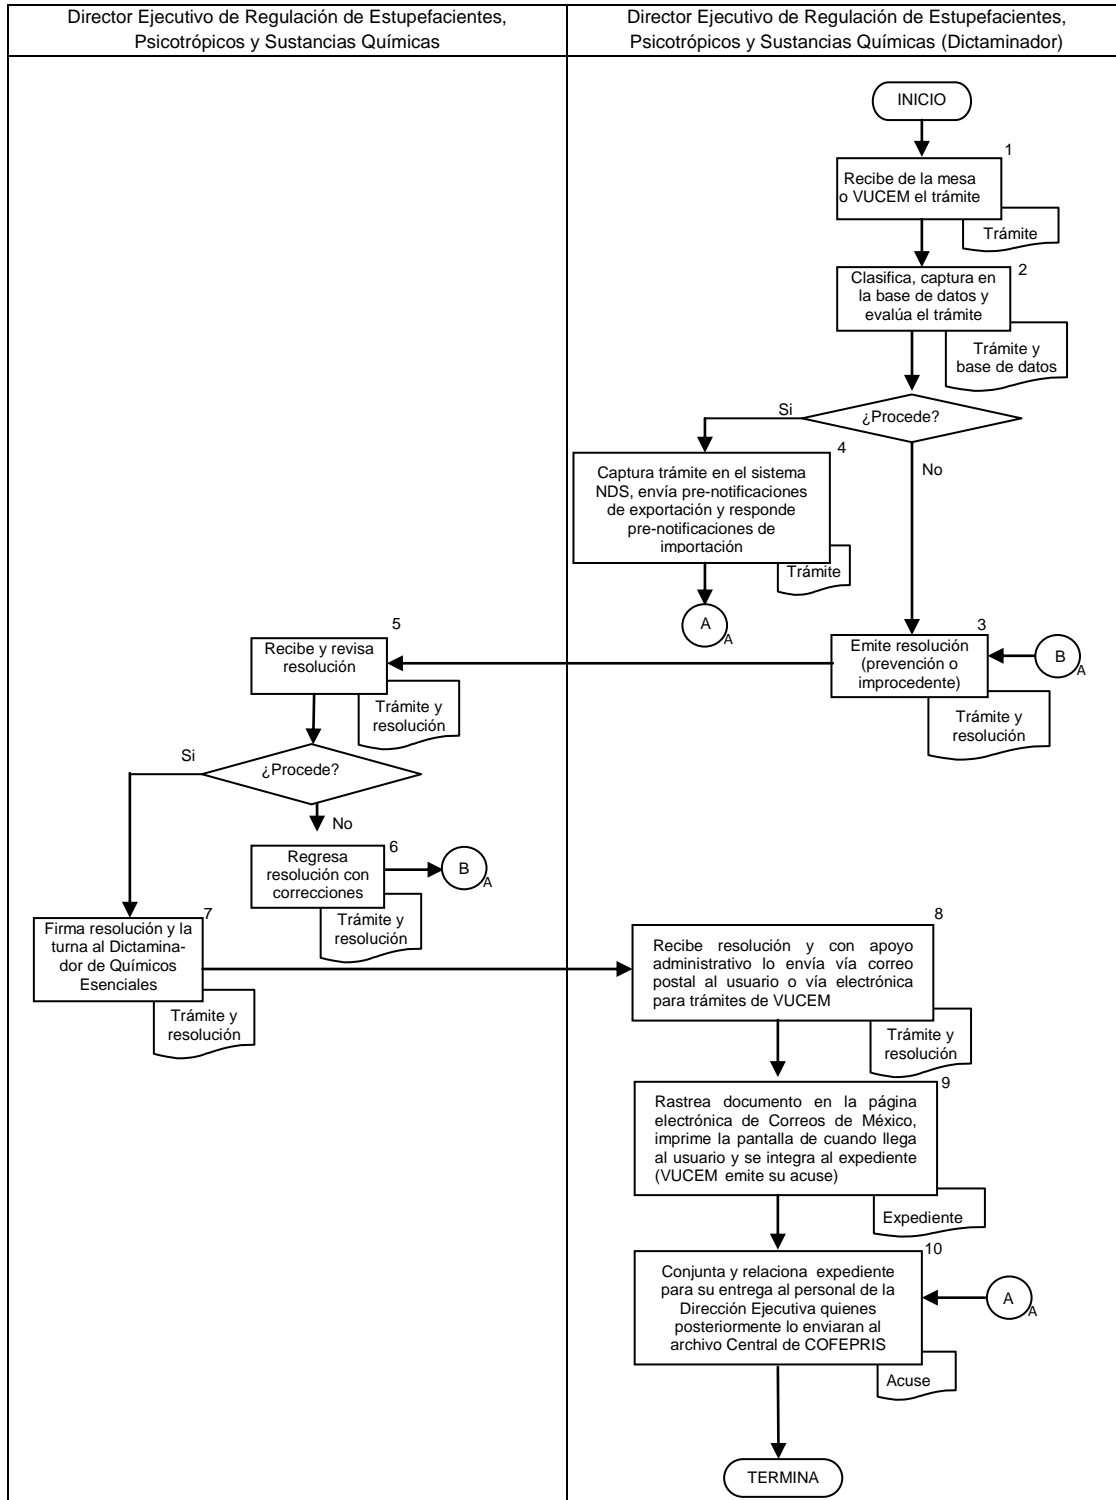 Director Ejecutivo de Regulación de Estupefacientes,
Psicotrópicos y Sustancias Químicas
Director Ejecutivo de Regulación de Estupefacientes,
Psicotrópicos y Sustancias Químicas (Dictaminador)
INICIO
1
Recibe de la mesa
o VUCEM el trámite
Trámite
2
Clasifica, captura en
la base de datos y
evalúa el trámite
Trámite y
base de datos
¿Procede?
Si
No
4
Captura trámite en el sistema
NDS, envía pre-notificaciones
de exportación y responde
pre-notificaciones de
importación
Trámite
A
A
3
Emite resolución
(prevención o
improcedente)
Trámite y
resolución
B
A
5
Recibe y revisa
resolución
Trámite y
resolución
¿Procede?
Si
No
6
Regresa
resolución con
correcciones
Trámite y
resolución
B
A
7
Firma resolución y la
turna al Dictamina-
dor de Químicos
Esenciales
Trámite y
resolución
8
Recibe resolución y con apoyo
administrativo lo envía vía correo
postal al usuario o vía electrónica
para trámites de VUCEM
Trámite y
resolución
9
Rastrea documento en la página
electrónica de Correos de México,
imprime la pantalla de cuando llega
al usuario y se integra al expediente
(VUCEM emite su acuse)
Expediente
10
Conjunta y relaciona expediente
para su entrega al personal de la
Dirección Ejecutiva quienes
posteriormente lo enviaran al
archivo Central de COFEPRIS
Acuse
A
A
TERMINA